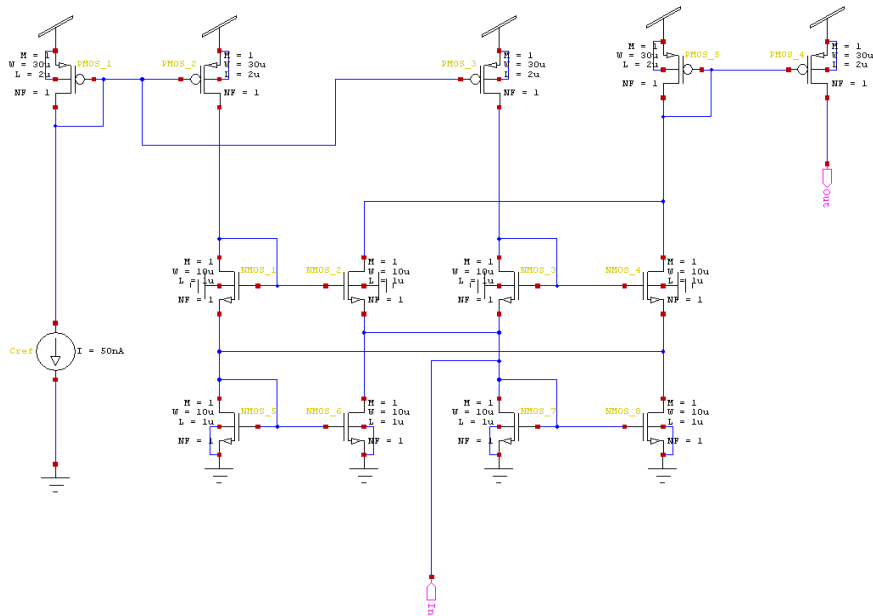 M = 1
W = 30u
L = 2u
NF = 1
PMOS_1
PMOS_2
M = 1
W = 30u
L = 2u
NF = 1
PMOS_3
M = 1
W = 30u
L = 2u
NF = 1
M = 1
W = 30u
L = 2u
NF = 1
PMOS_5
PMOS_4
M = 1
W = 30u
L = 2u
NF = 1
Out
M = 1
W = 10u
L = 1u
NF = 1
NMOS_1
NMOS_2
M = 1
W = 10u
L = 1u
NF = 1
M = 1
W = 10u
L = 1u
NF = 1
NMOS_3
NMOS_4
M = 1
W = 10u
L = 1u
NF = 1
Cref
I = 50nA
M = 1
W = 10u
L = 1u
NF = 1
NMOS_5
NMOS_6
M = 1
W = 10u
L = 1u
NF = 1
M = 1
W = 10u
L = 1u
NF = 1
NMOS_7
NMOS_8
M = 1
W = 10u
L = 1u
NF = 1
In